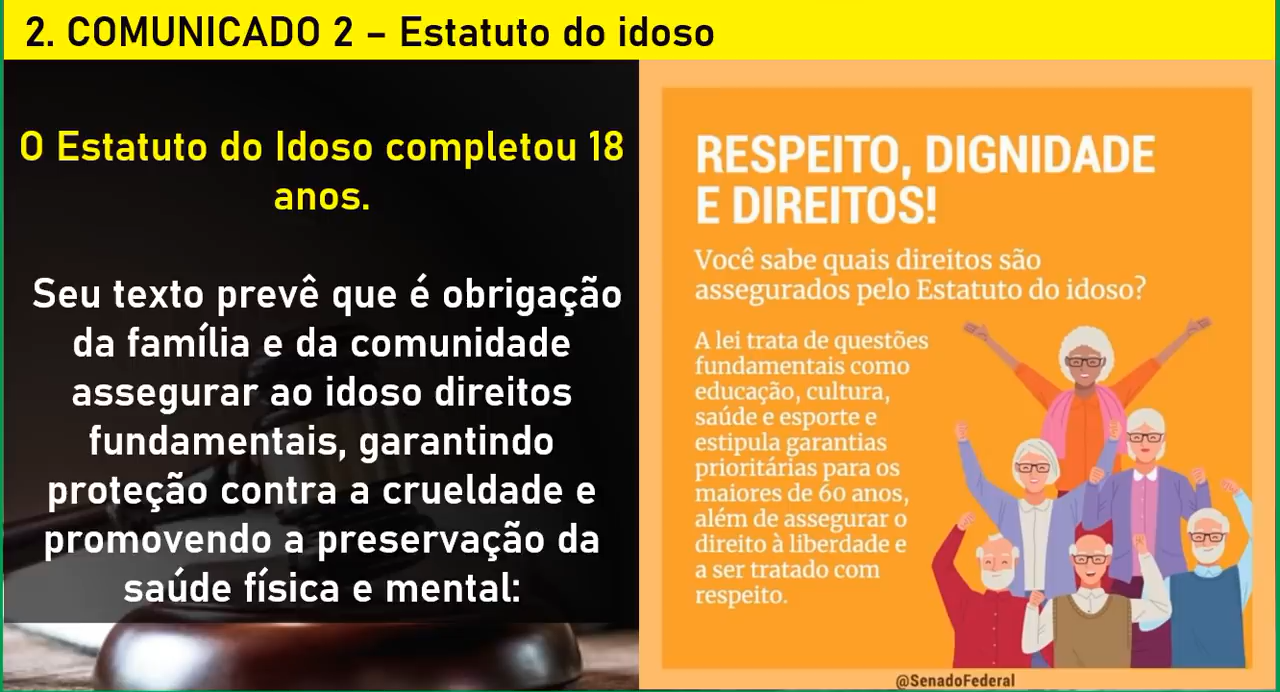 2. COMUNICADO 2 – Estatuto do idoso
O Estatuto do Idoso completou 18
anos.
Seu texto prevê que é obrigação
da família e da comunidade
assegurar ao idoso direitos
fundamentais, garantindo
proteção contra a crueldade e
promovendo a preservação da
saúde física e mental:
RESPEITO, DIGNIDADE
E DIREITOS!
Você sabe quais direitos são
assegurados pelo Estatuto do idoso?
A lei trata de questões
fundamentais como
educação, cultura,
saúde e esporte e
estipula garantias
prioritárias para os
maiores de 60 anos,
além de assegurar o
direito à liberdade e
a ser tratado com
respeito.
@SenadoFederal